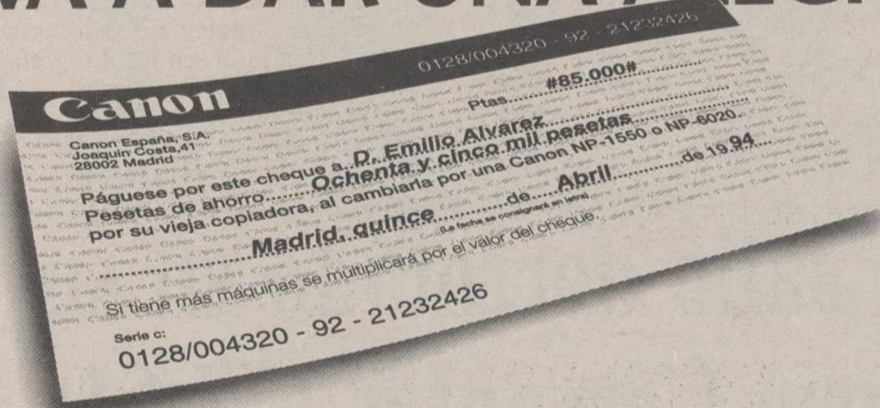 VA A DAR UNA
Canon
0128/004320 - 92 - 21232426
Canon España, S.A.
Joaquín Costa,41
28002 Madrid
Ptas......#85.000#
Páguese por este cheque a..D. Emilio Alvarez
Pesetas de ahorro........Ochenta y cinco mil pesetas
por su vieja copiadora, al cambiarla por una Canon NP-1550 o NP-6020.
Madrid, quince.........de....Abril...........de 19.94
(La fecha se consignará en letra)
Si tiene más máquinas se multiplicará por el valor del cheque.
Serie c:
0128/004320 - 92 - 21232426